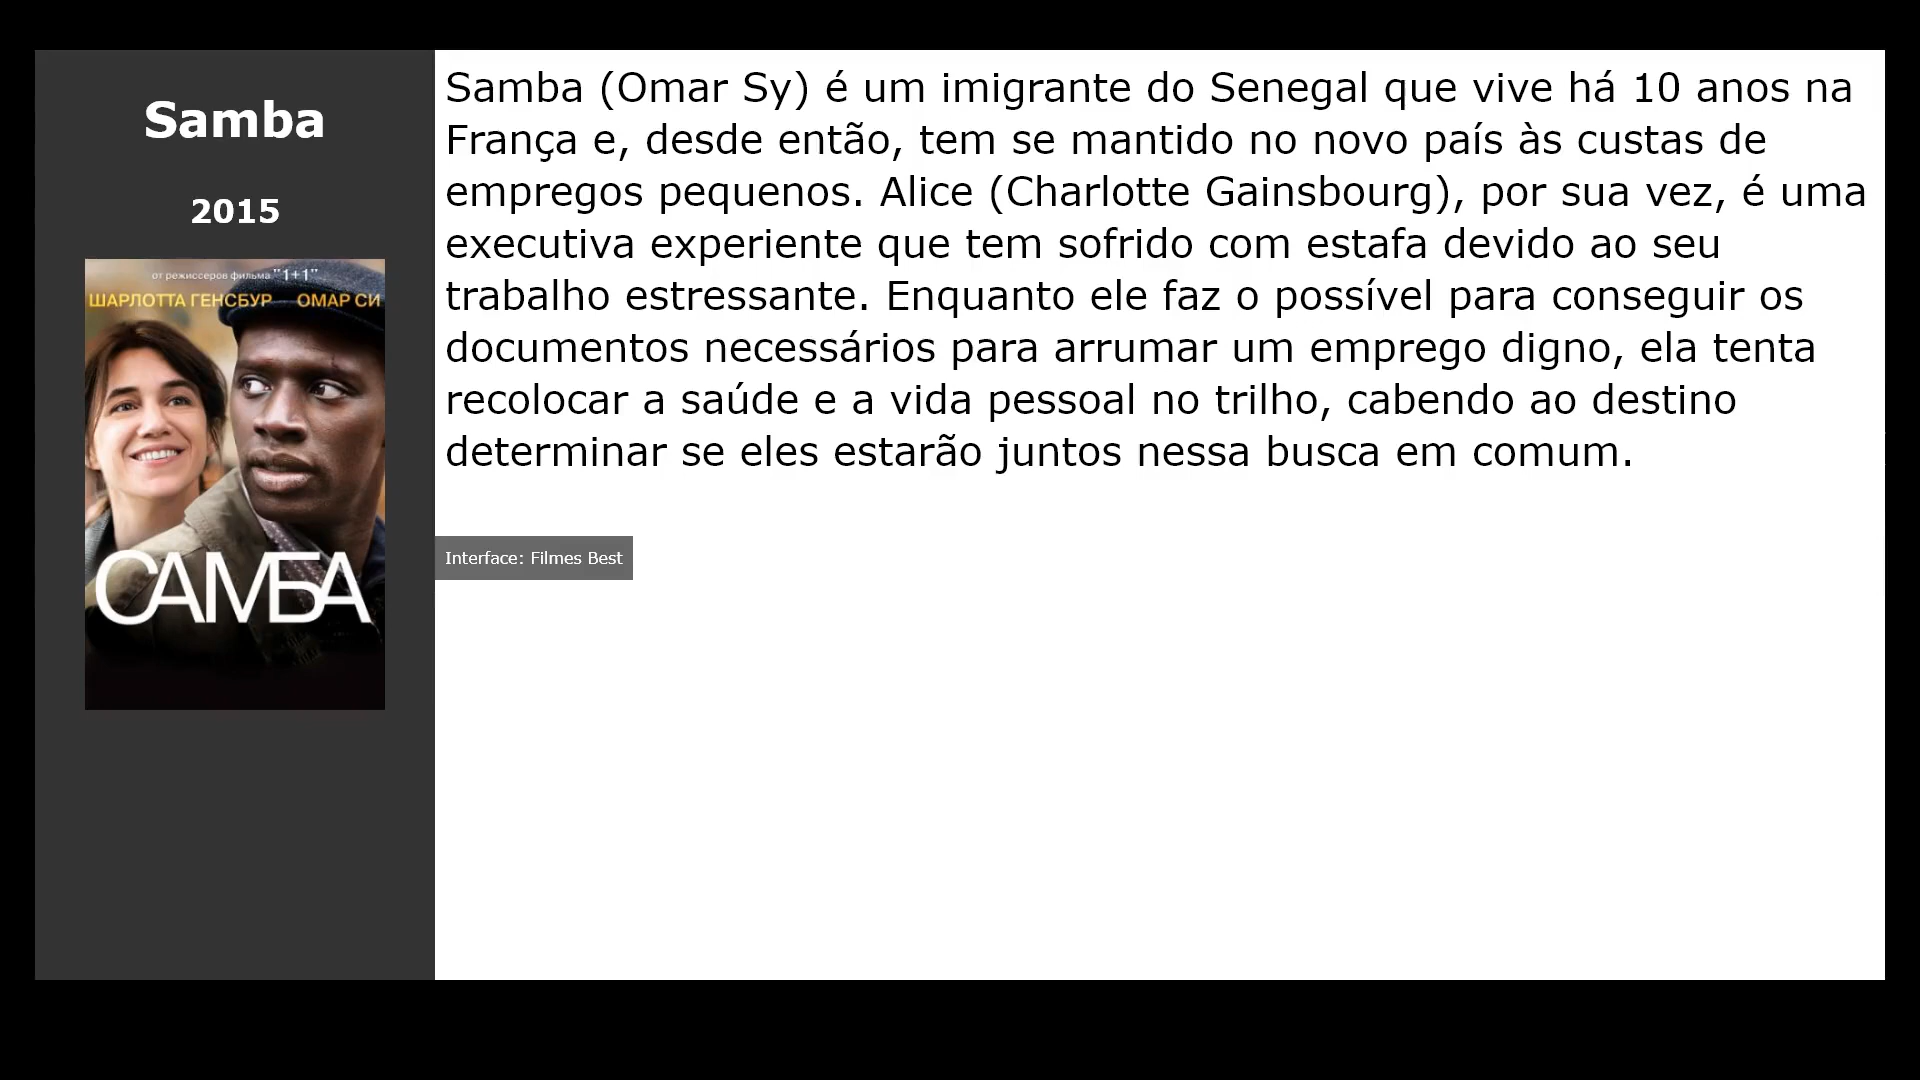 Samba
2015
от режиссеров фильма "1+1"
ШАРЛОТТА ГЕНСБУР ОМАР СИ
САМБА
Samba (Omar Sy) é um imigrante do Senegal que vive há 10 anos na
França e, desde então, tem se mantido no novo país às custas de
empregos pequenos. Alice (Charlotte Gainsbourg), por sua vez, é uma
executiva experiente que tem sofrido com estafa devido ao seu
trabalho estressante. Enquanto ele faz o possível para conseguir os
documentos necessários para arrumar um emprego digno, ela tenta
recolocar a saúde e a vida pessoal no trilho, cabendo ao destino
determinar se eles estarão juntos nessa busca em comum.
Interface: Filmes Best